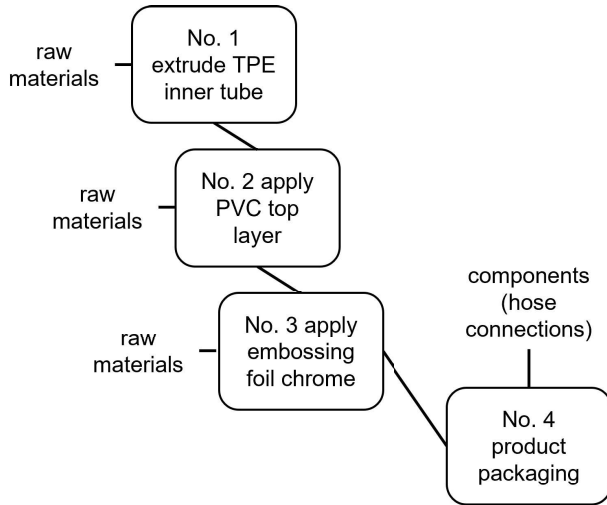 raw
materials
No. 1
extrude TPE
inner tube
raw
materials
No. 2 apply
PVC top
layer
raw
materials
No. 3 apply
embossing
foil chrome
components
(hose
connections)
No. 4
product
packaging